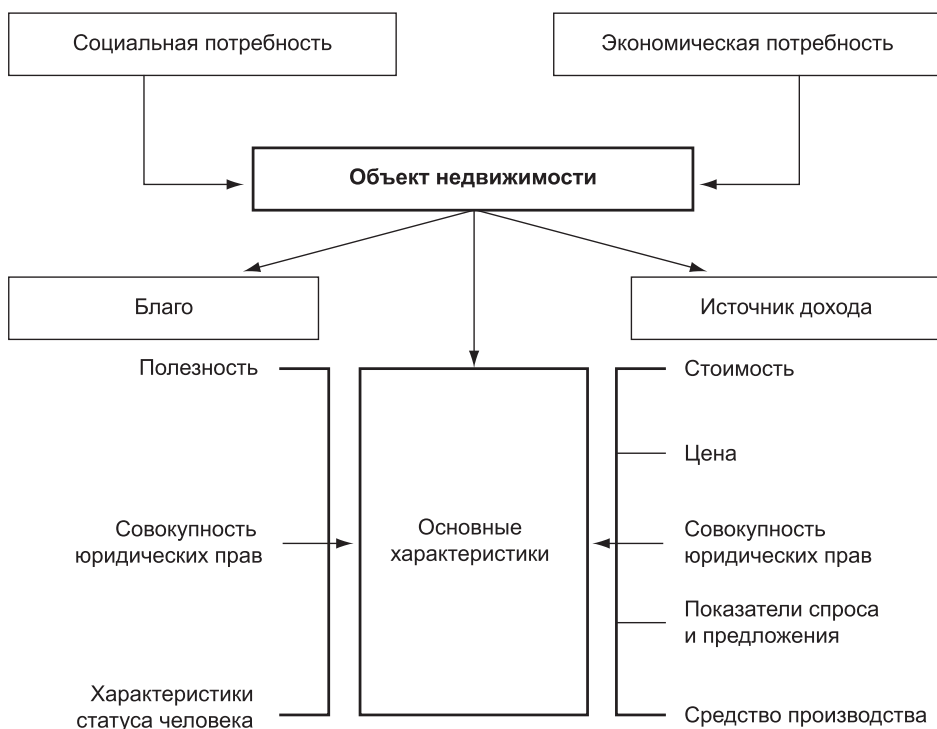 Социальная потребность
Экономическая потребность
Объект недвижимости
Благо
Источник дохода
Полезность
Совокупность
юридических прав
Характеристики
статуса человека
Основные
характеристики
Стоимость
Цена
Совокупность
юридических прав
Показатели спроса
и предложения
Средство производства